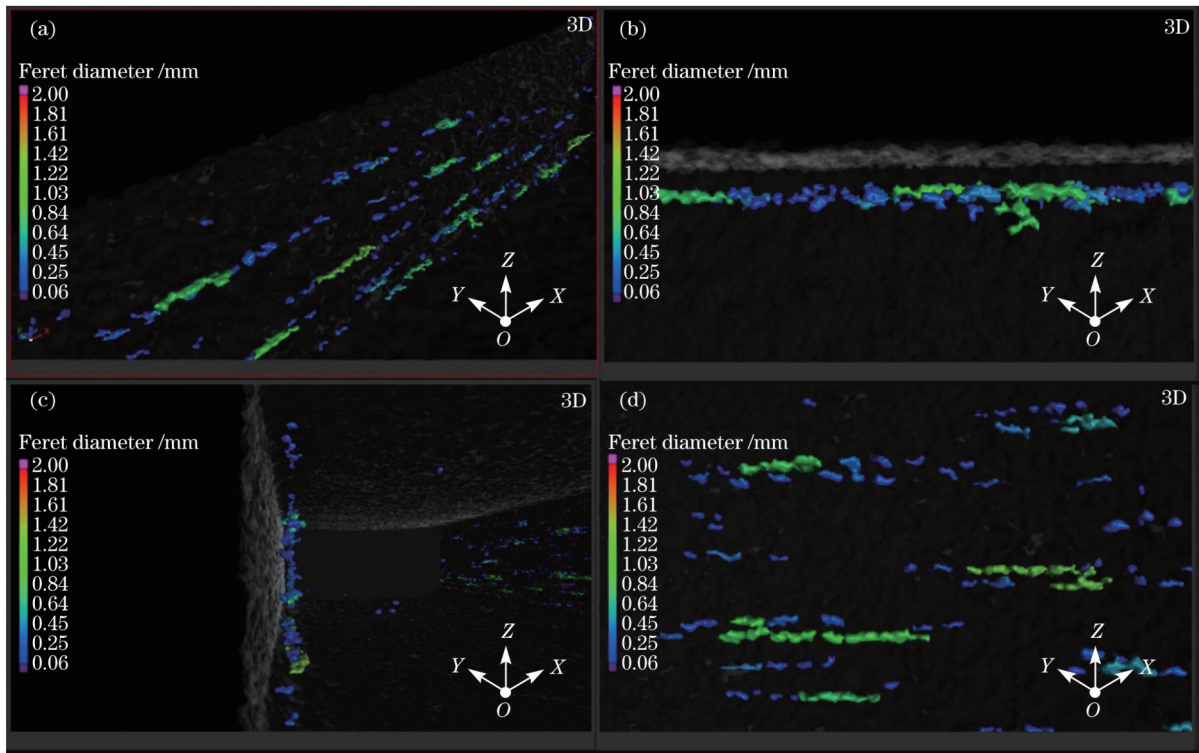 (a)
3D
Feret diameter /mm
2.00
1.81
1.61
1.42
1.22
1.03
0.84
0.64
0.45
0.25
0.06
Z
Y
X
O
(b)
3D
Feret diameter /mm
2.00
1.81
1.61
1.42
1.22
1.03
0.84
0.64
0.45
0.25
0.06
Z
Y
X
O
(c)
3D
Feret diameter /mm
2.00
1.81
1.61
1.42
1.22
1.03
0.84
0.64
0.45
0.25
0.06
Z
Y
X
O
(d)
3D
Feret diameter /mm
2.00
1.81
1.61
1.42
1.22
1.03
0.84
0.64
0.45
0.25
0.06
Z
Y
X
O